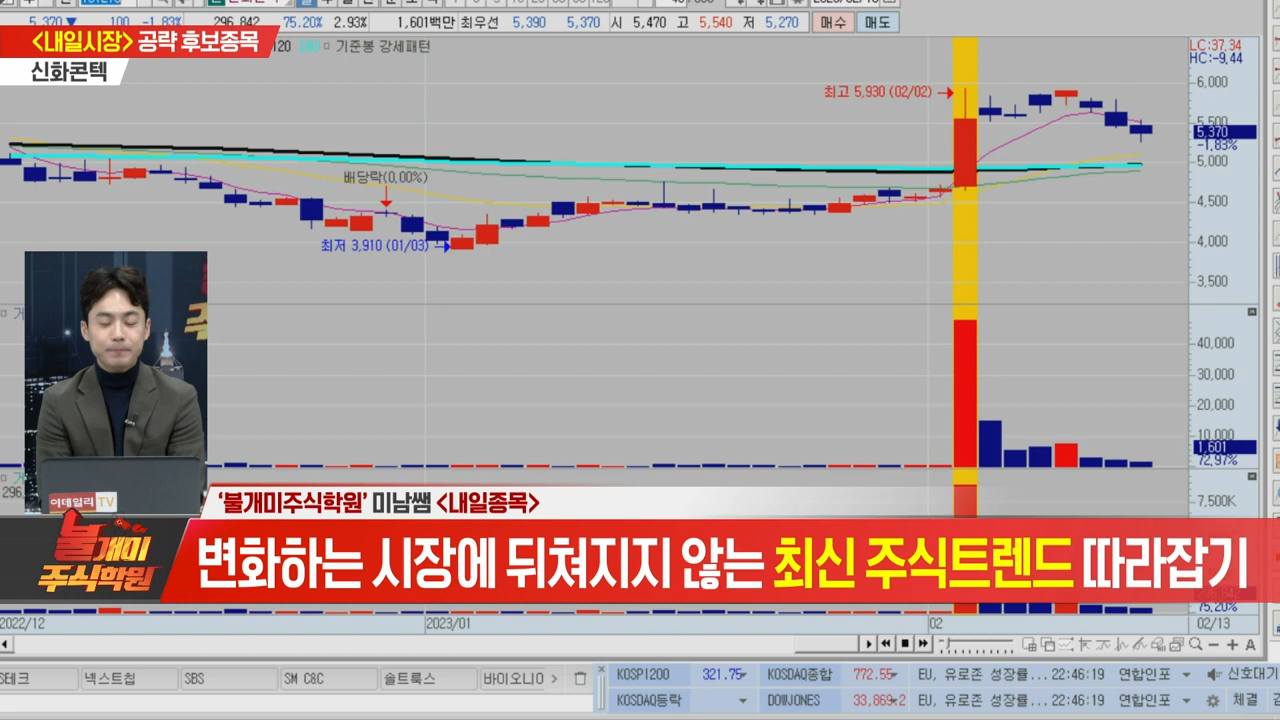 5,370▼ 100 -1.83% 296,842 75.20% 2.93% 1,601백만 최우선 5,390 5,370 시 5,470 고 5,540 저 5,270 매수 매도
<내일시장> 공략 후보종목
120 기준봉 강세패턴
신화콘텍
LC:37.34
HC:-9.44
최고 5,930 (02/02)
6,000
5,500
5,370
-1.83%
5,000
배당락(0,00%)
4,500
최저 3,910 (01/03)
4,000
3,500
40,000
30,000
20,000
10,000
1,601
72,97%
296
7,500K
이데일리TV
'불개미주식학원' 미남쌤 <내일종목>
불개미
주식학원
변화하는 시장에 뒤쳐지지 않는 최신 주식트렌드 따라잡기
75,20%
2022/12 2023/01 02 02/13
S테크 넥스트칩 SBS SM C&C 솔트룩스 바이오니아
KOSPI200 321.75 KOSDAQ종합 772.55 EU, 유로존 성장률... 22:46:19 연합인포 신호대기
KOSDAQ등락 DOWJONES 33,869.2 EU, 유로존 성장률... 22:46:19 연합인포 체결